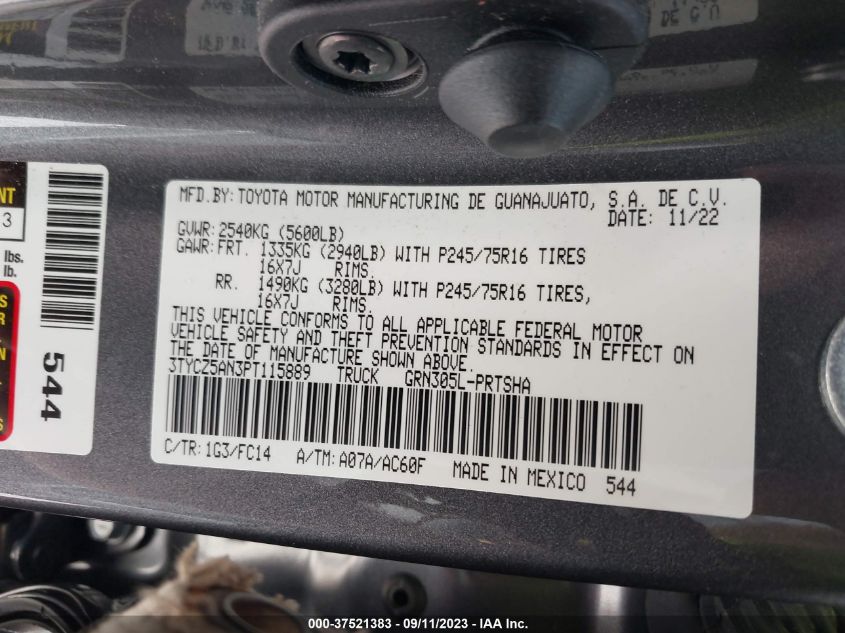 MFD.BY: TOYOTA MOTOR MANUFACTURING DE GUANAJUATO, S.A. DE C.V.
DATE: 11/22
GVWR: 2540KG (5600LB)
GAWR: FRT. 1335KG (2940LB) WITH P245/75R16 TIRES
16X7J RIMS.
RR. 1490KG (3280LB) WITH P245/75R16 TIRES,
16X7J RIMS.
THIS VEHICLE CONFORMS TO ALL APPLICABLE FEDERAL MOTOR
VEHICLE SAFETY AND THEFT PREVENTION STANDARDS IN EFFECT ON
THE DATE OF MANUFACTURE SHOWN ABOVE.
3TYCZ5AN3PT115889 TRUCK GRN305L-PRTSHA
C/TR: 1G3/FC14 A/TM: A07A/AC60F MADE IN MEXICO 544
NT
3
lbs.
lb.
S
R
N
S
544
000-37521383 - 09/11/2023 - IAA Inc.